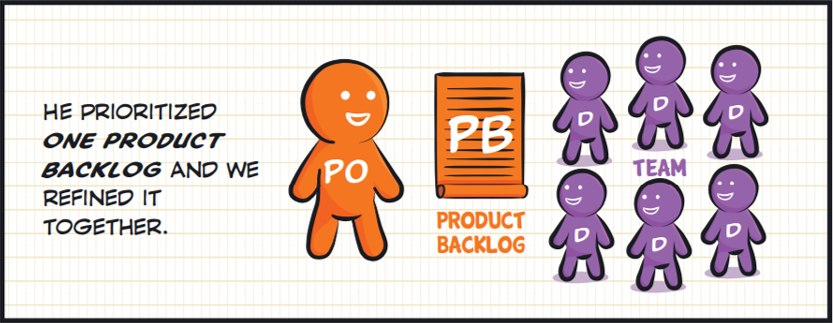 HE PRIORITIZED
ONE PRODUCT
BACKLOG AND WE
REFINED IT
TOGETHER.
PO
PB
PRODUCT
BACKLOG
D
D
D
TEAM
D
D
D